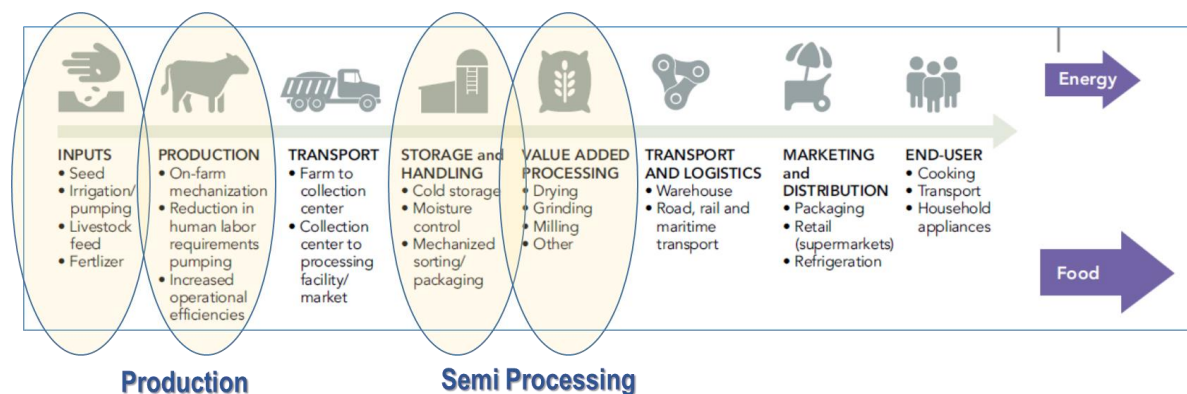 INPUTS
• Seed
• Irrigation/
pumping
• Livestock
feed
• Fertlizer
PRODUCTION
• On-farm
mechanization
• Reduction in
human labor
requirements
pumping
• Increased
operational
efficiencies
TRANSPORT
• Farm to
collection
center
• Collection
center to
processing
facility/
market
STORAGE and
HANDLING
• Cold storage
• Moisture
control
• Mechanized
sorting/
packaging
VALUE ADDED
PROCESSING
• Drying
• Grinding
• Milling
• Other
TRANSPORT
AND LOGISTICS
• Warehouse
• Road, rail and
maritime
transport
MARKETING
and
DISTRIBUTION
• Packaging
• Retail
(supermarkets)
• Refrigeration
END-USER
• Cooking
• Transport
• Household
appliances
Energy
Food
Production
Semi Processing